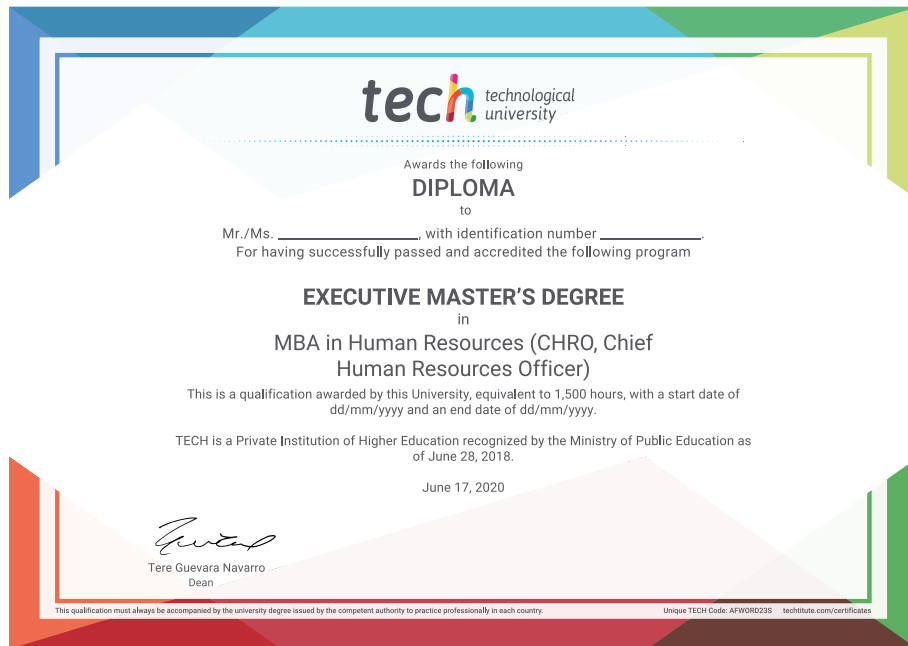 tech technological
university
Awards the following
DIPLOMA
to
Mr./Ms. ____________________, with identification number ______________.
For having successfully passed and accredited the following program
EXECUTIVE MASTER'S DEGREE
in
MBA in Human Resources (CHRO, Chief
Human Resources Officer)
This is a qualification awarded by this University, equivalent to 1,500 hours, with a start date of
dd/mm/yyyy and an end date of dd/mm/yyyy.
TECH is a Private Institution of Higher Education recognized by the Ministry of Public Education as
of June 28, 2018.
June 17, 2020
Tere Guevara Navarro
Dean
This qualification must always be accompanied by the university degree issued by the competent authority to practice professionally in each country. Unique TECH Code: AFWORD23S techtitute.com/certificates